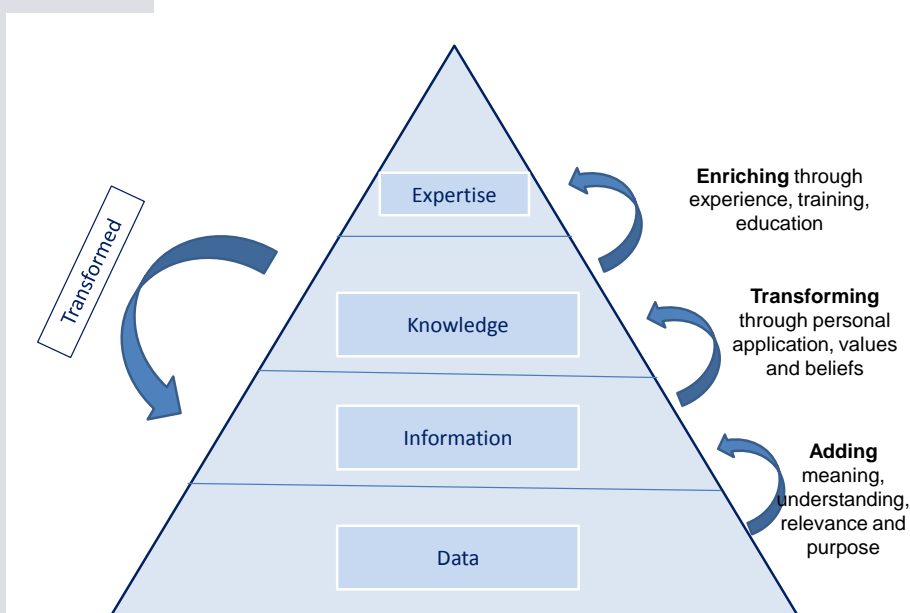 Expertise
Enriching through
experience, training,
education
Transformed
Knowledge
Transforming
through personal
application, values
and beliefs
Information
Adding
meaning,
understanding,
relevance and
purpose
Data